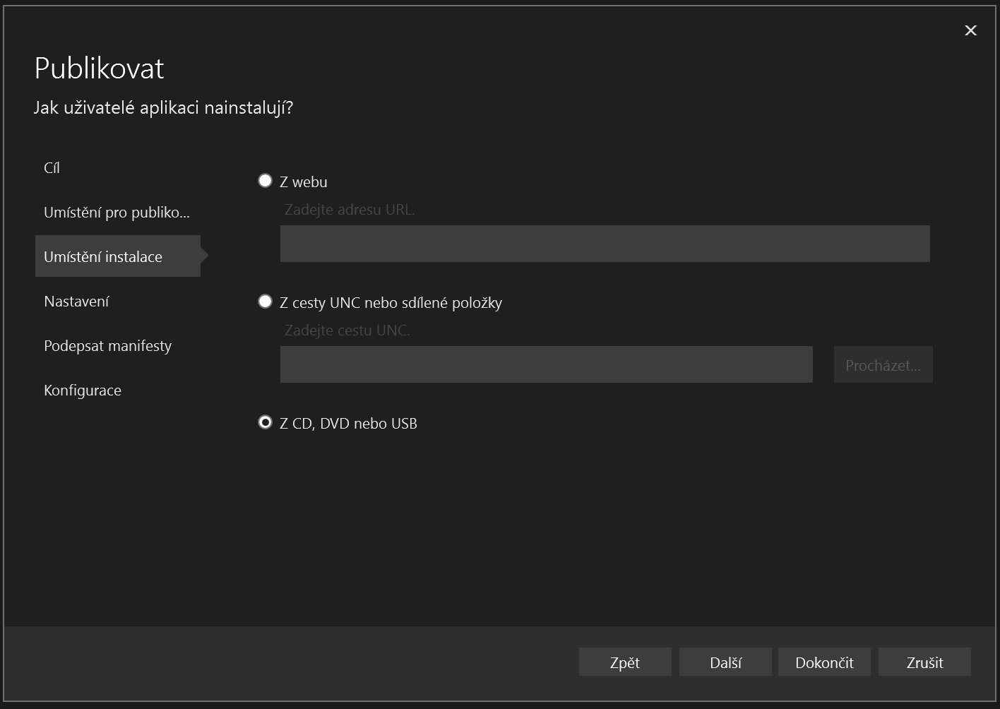 Publikovat
Jak uživatelé aplikaci nainstalují?
Cíl
Umístění pro publiko...
Umístění instalace
Nastavení
Podepsat manifesty
Konfigurace
Z webu
Zadejte adresu URL.
Z cesty UNC nebo sdílené položky
Zadejte cestu UNC.
Procházet...
Z CD, DVD nebo USB
Zpět
Další
Dokončit
Zrušit